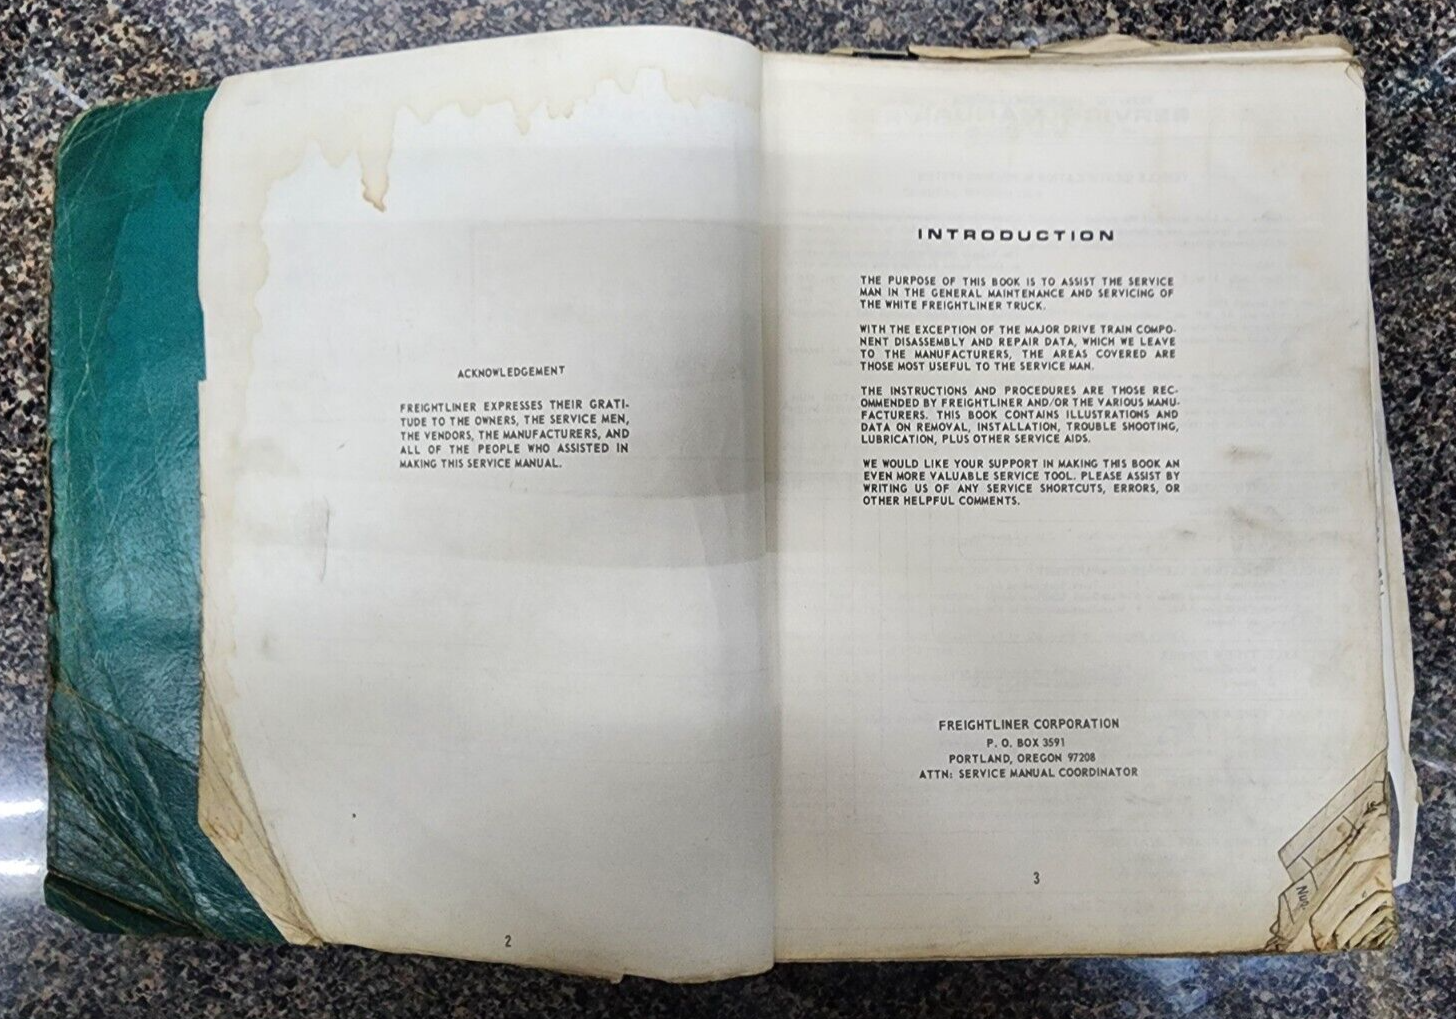 ACKNOWLEDGEMENT
FREIGHTLINER EXPRESSES THEIR GRATI-
TUDE TO THE OWNERS, THE SERVICE MEN,
THE VENDORS, THE MANUFACTURERS, AND
ALL OF THE PEOPLE WHO ASSISTED IN
MAKING THIS SERVICE MANUAL.
2
INTRODUCTION
THE PURPOSE OF THIS BOOK IS TO ASSIST THE SERVICE
MAN IN THE GENERAL MAINTENANCE AND SERVICING OF
THE WHITE FREIGHTLINER TRUCK.
WITH THE EXCEPTION OF THE MAJOR DRIVE TRAIN COMPO-
NENT DISASSEMBLY AND REPAIR DATA, WHICH WE LEAVE
TO THE MANUFACTURERS, THE AREAS COVERED ARE
THOSE MOST USEFUL TO THE SERVICE MAN.
THE INSTRUCTIONS AND PROCEDURES ARE THOSE REC-
OMMENDED BY FREIGHTLINER AND/OR THE VARIOUS MANU-
FACTURERS. THIS BOOK CONTAINS ILLUSTRATIONS AND
DATA ON REMOVAL, INSTALLATION, TROUBLE SHOOTING,
LUBRICATION, PLUS OTHER SERVICE AIDS.
WE WOULD LIKE YOUR SUPPORT IN MAKING THIS BOOK AN
EVEN MORE VALUABLE SERVICE TOOL. PLEASE ASSIST BY
WRITING US OF ANY SERVICE SHORTCUTS, ERRORS, OR
OTHER HELPFUL COMMENTS.
FREIGHTLINER CORPORATION
P. O. BOX 3591
PORTLAND, OREGON 97208
ATTN: SERVICE MANUAL COORDINATOR
3